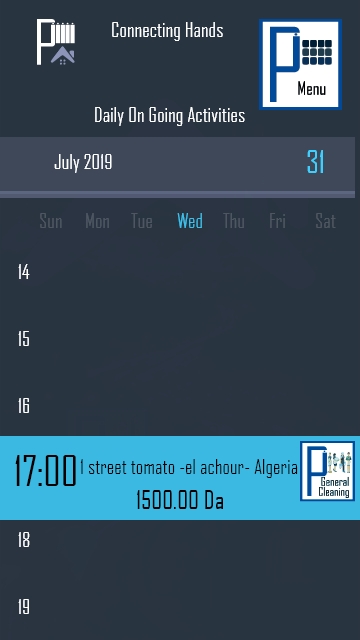 Connecting Hands
Menu
Daily On Going Activities
July 2019 31
Sun Mon Tue Wed Thu Fri Sat
14
15
16
17:00 1 street tomato -el achour- Algeria
1500.00 Da
General
Cleaning
18
19